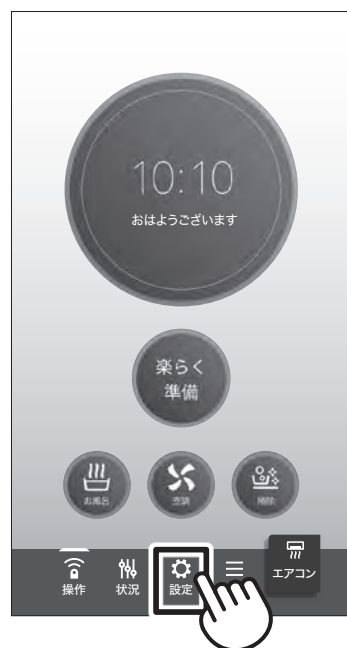 10:10
おはようございます
楽らく
準備
お風呂
空調
掃除
操作
状況
設定
エアコン